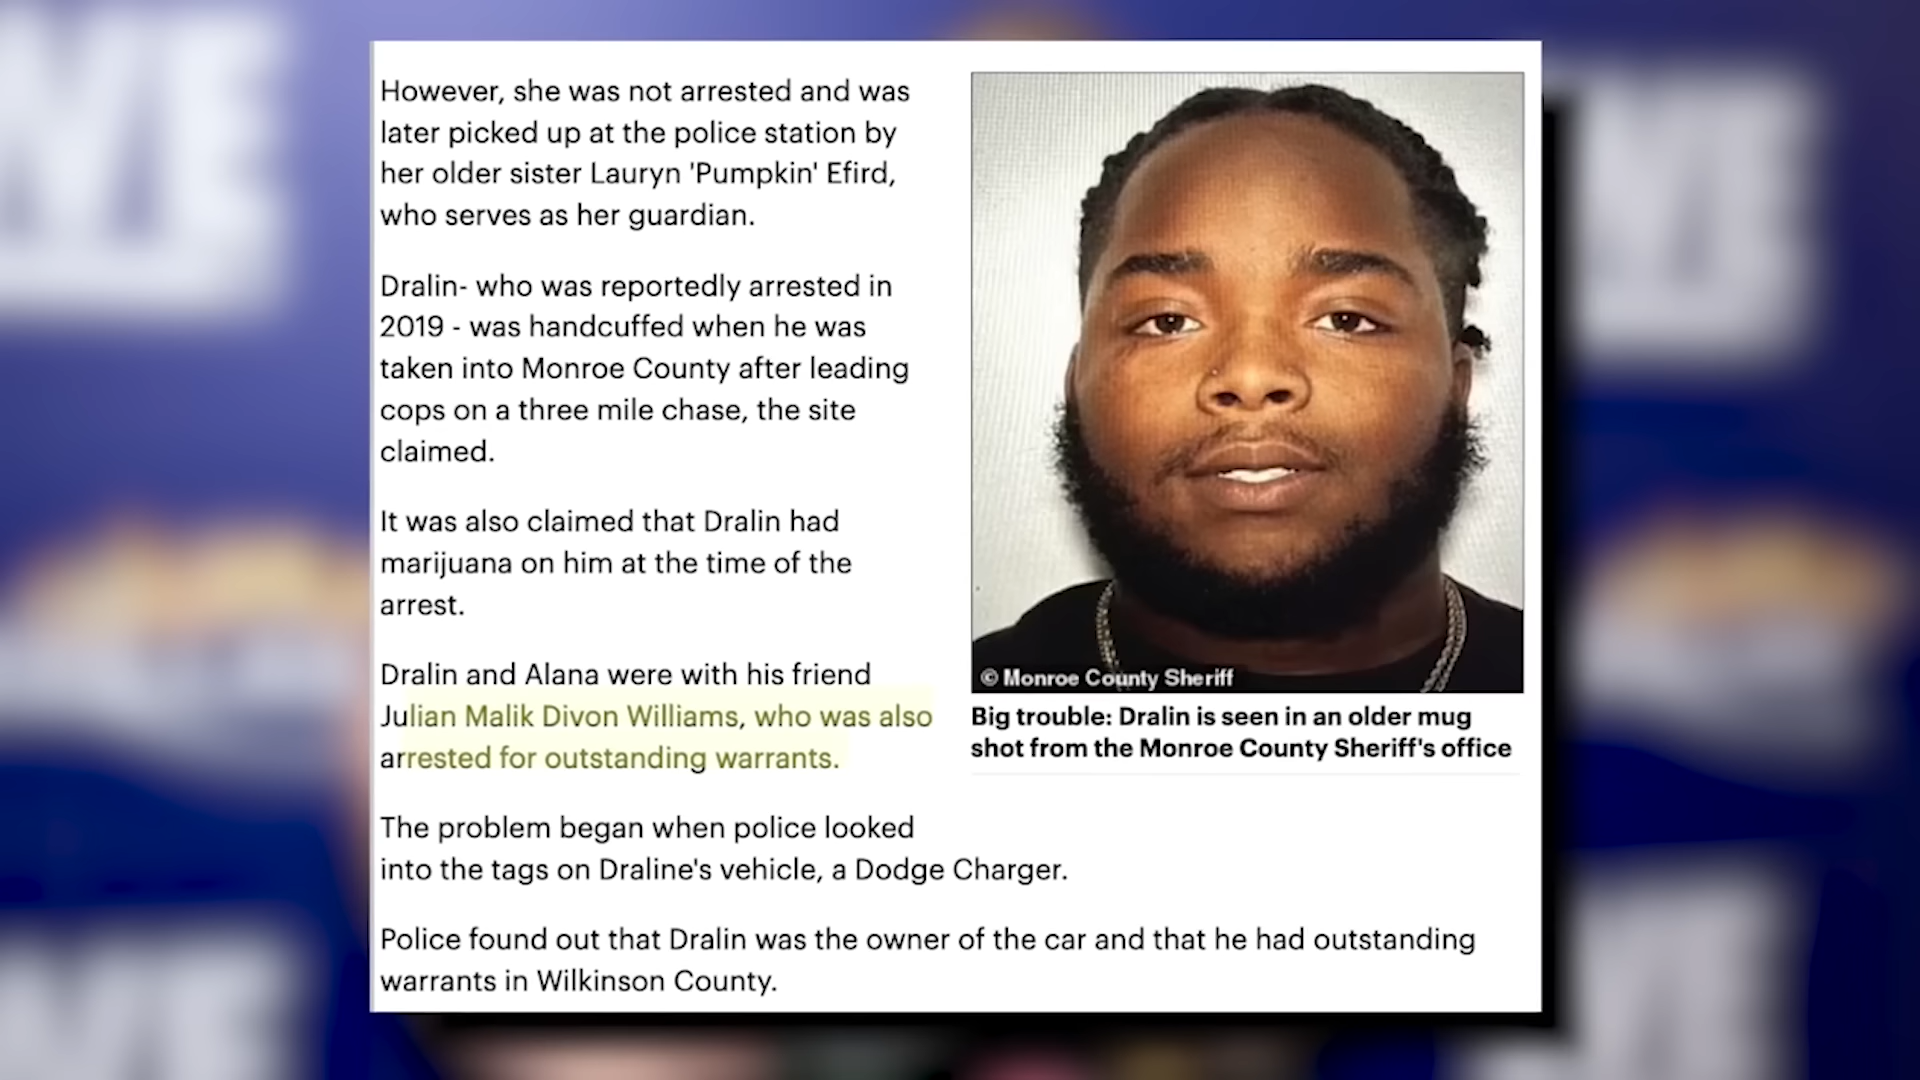 However, she was not arrested and was
later picked up at the police station by
her older sister Lauryn 'Pumpkin' Efird,
who serves as her guardian.
Dralin- who was reportedly arrested in
2019 - was handcuffed when he was
taken into Monroe County after leading
cops on a three mile chase, the site
claimed.
It was also claimed that Dralin had
marijuana on him at the time of the
arrest.
Dralin and Alana were with his friend
Julian Malik Divon Williams, who was also
arrested for outstanding warrants.
The problem began when police looked
into the tags on Draline's vehicle, a Dodge Charger.
Police found out that Dralin was the owner of the car and that he had outstanding
warrants in Wilkinson County.
© Monroe County Sheriff
Big trouble: Dralin is seen in an older mug
shot from the Monroe County Sheriff's office